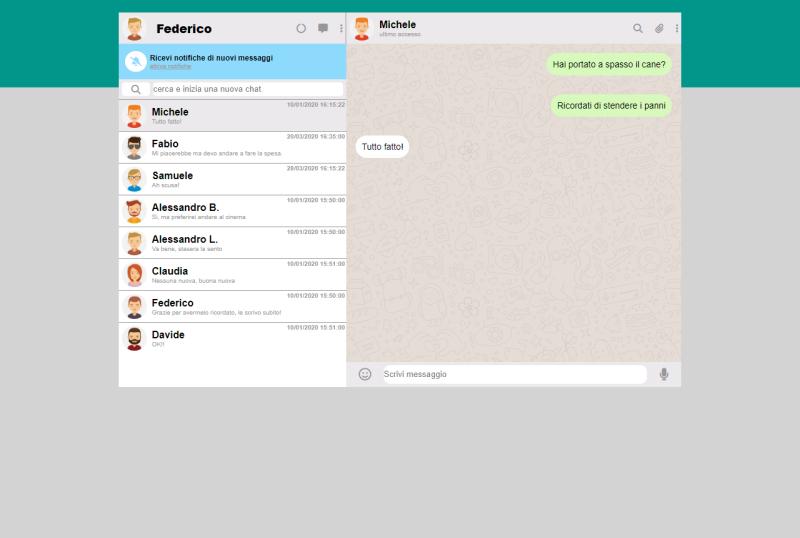 Federico
Ricevi notifiche di nuovi messaggi
attiva notifiche
cerca e inizia una nuova chat
10/01/2020 16:15:22
Michele
Tutto fatto!
20/03/2020 16:35:00
Fabio
Mi piacerebbe ma devo andare a fare la spesa.
28/03/2020 16:15:22
Samuele
Ah scusa!
10/01/2020 15:50:00
Alessandro B.
Si, ma preferirei andare al cinema
10/01/2020 15:50:00
Alessandro L.
Va bene, stasera la sento
10/01/2020 15:51:00
Claudia
Nessuna nuova, buona nuova
10/01/2020 15:50:00
Federico
Grazie per avermelo ricordato, le scrivo subito!
10/01/2020 15:51:00
Davide
OK!!
Michele
ultimo accesso
Hai portato a spasso il cane?
Ricordati di stendere i panni
Tutto fatto!
Scrivi messaggio